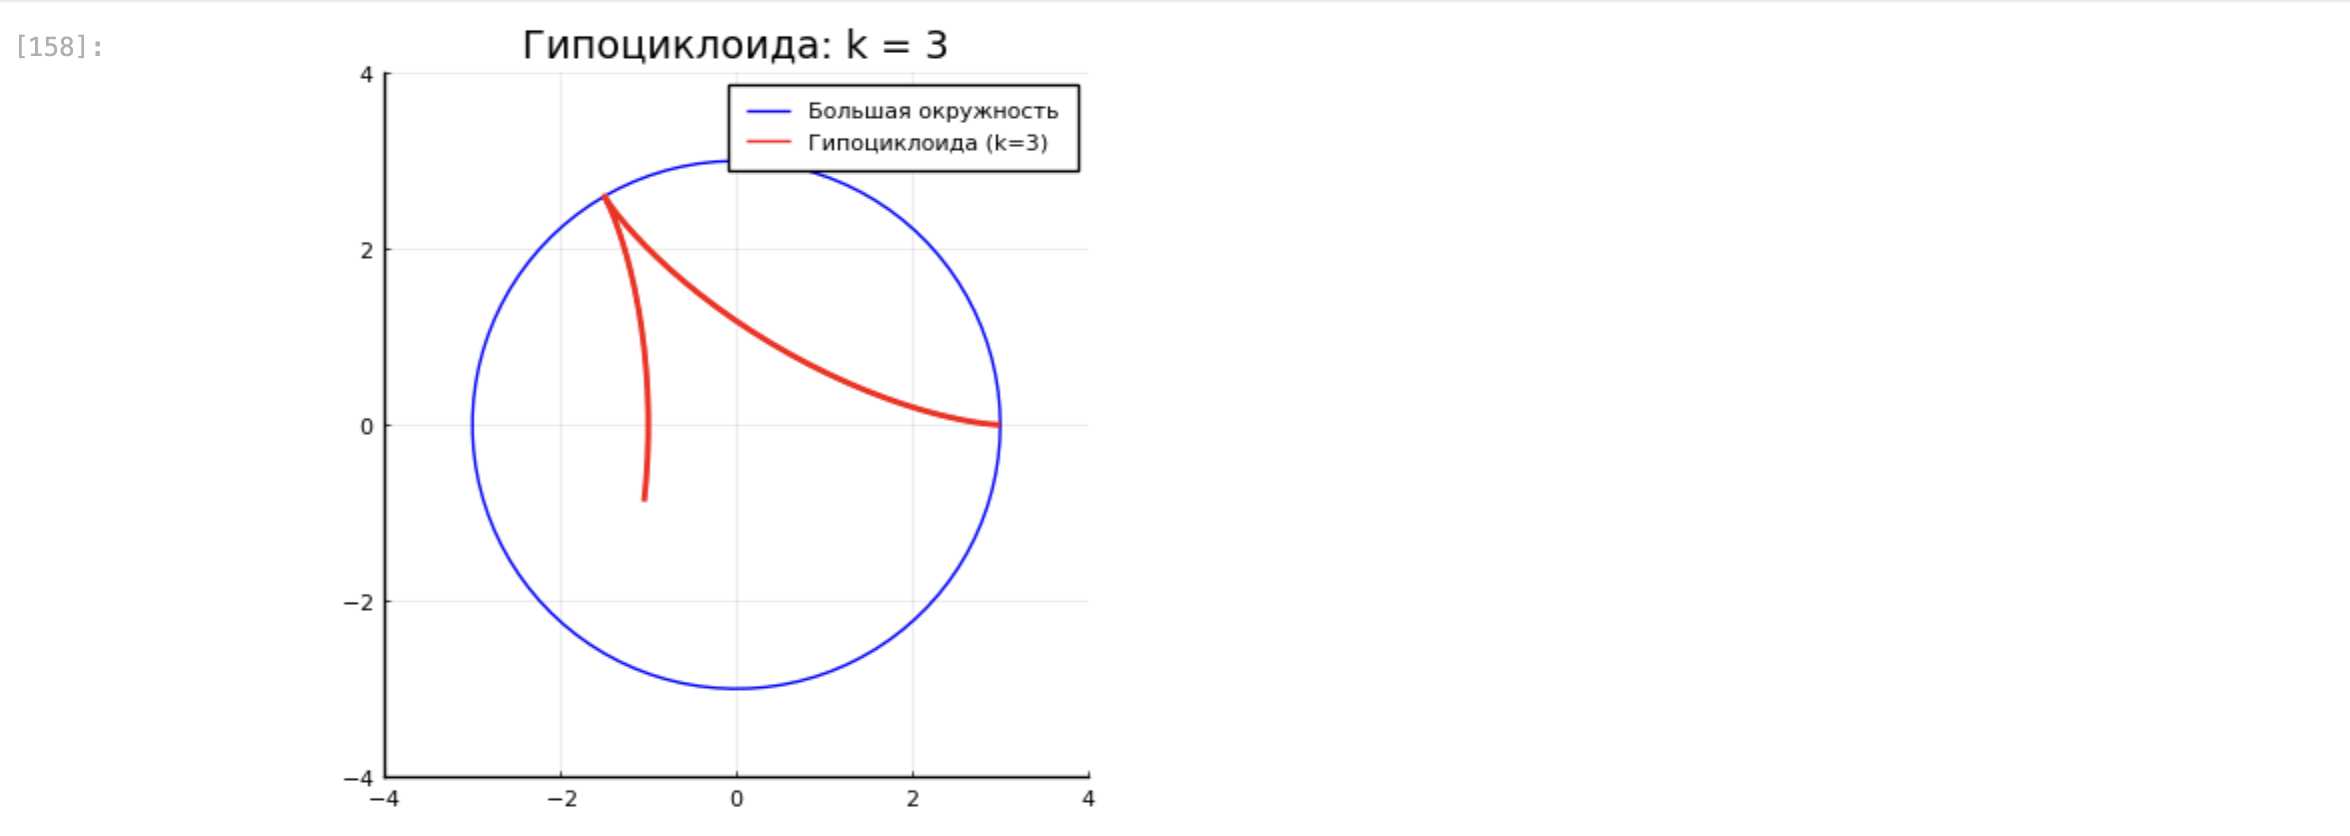 [158]:
Гипоциклоида: k = 3
4
Большая окружность
Гипоциклоида (k=3)
2
0
−2
−4
−4 −2 0 2 4